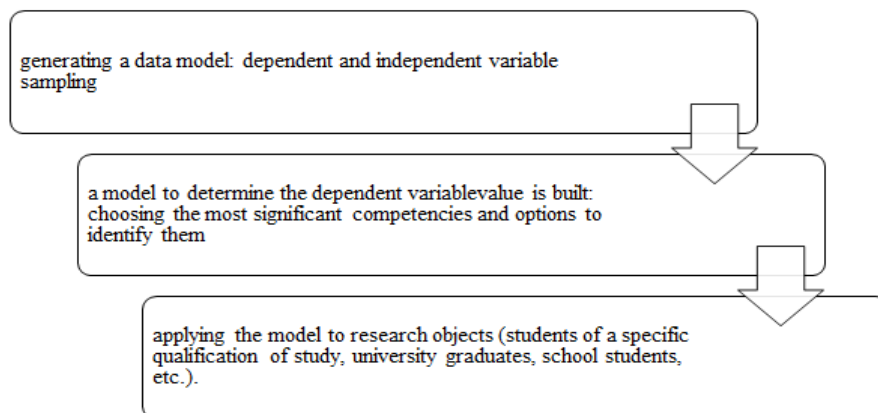 generating a data model: dependent and independent variable
sampling
a model to determine the dependent variablevalue is built:
choosing the most significant competencies and options to
identify them
applying the model to research objects (students of a specific
qualification of study, university graduates, school students,
etc.).